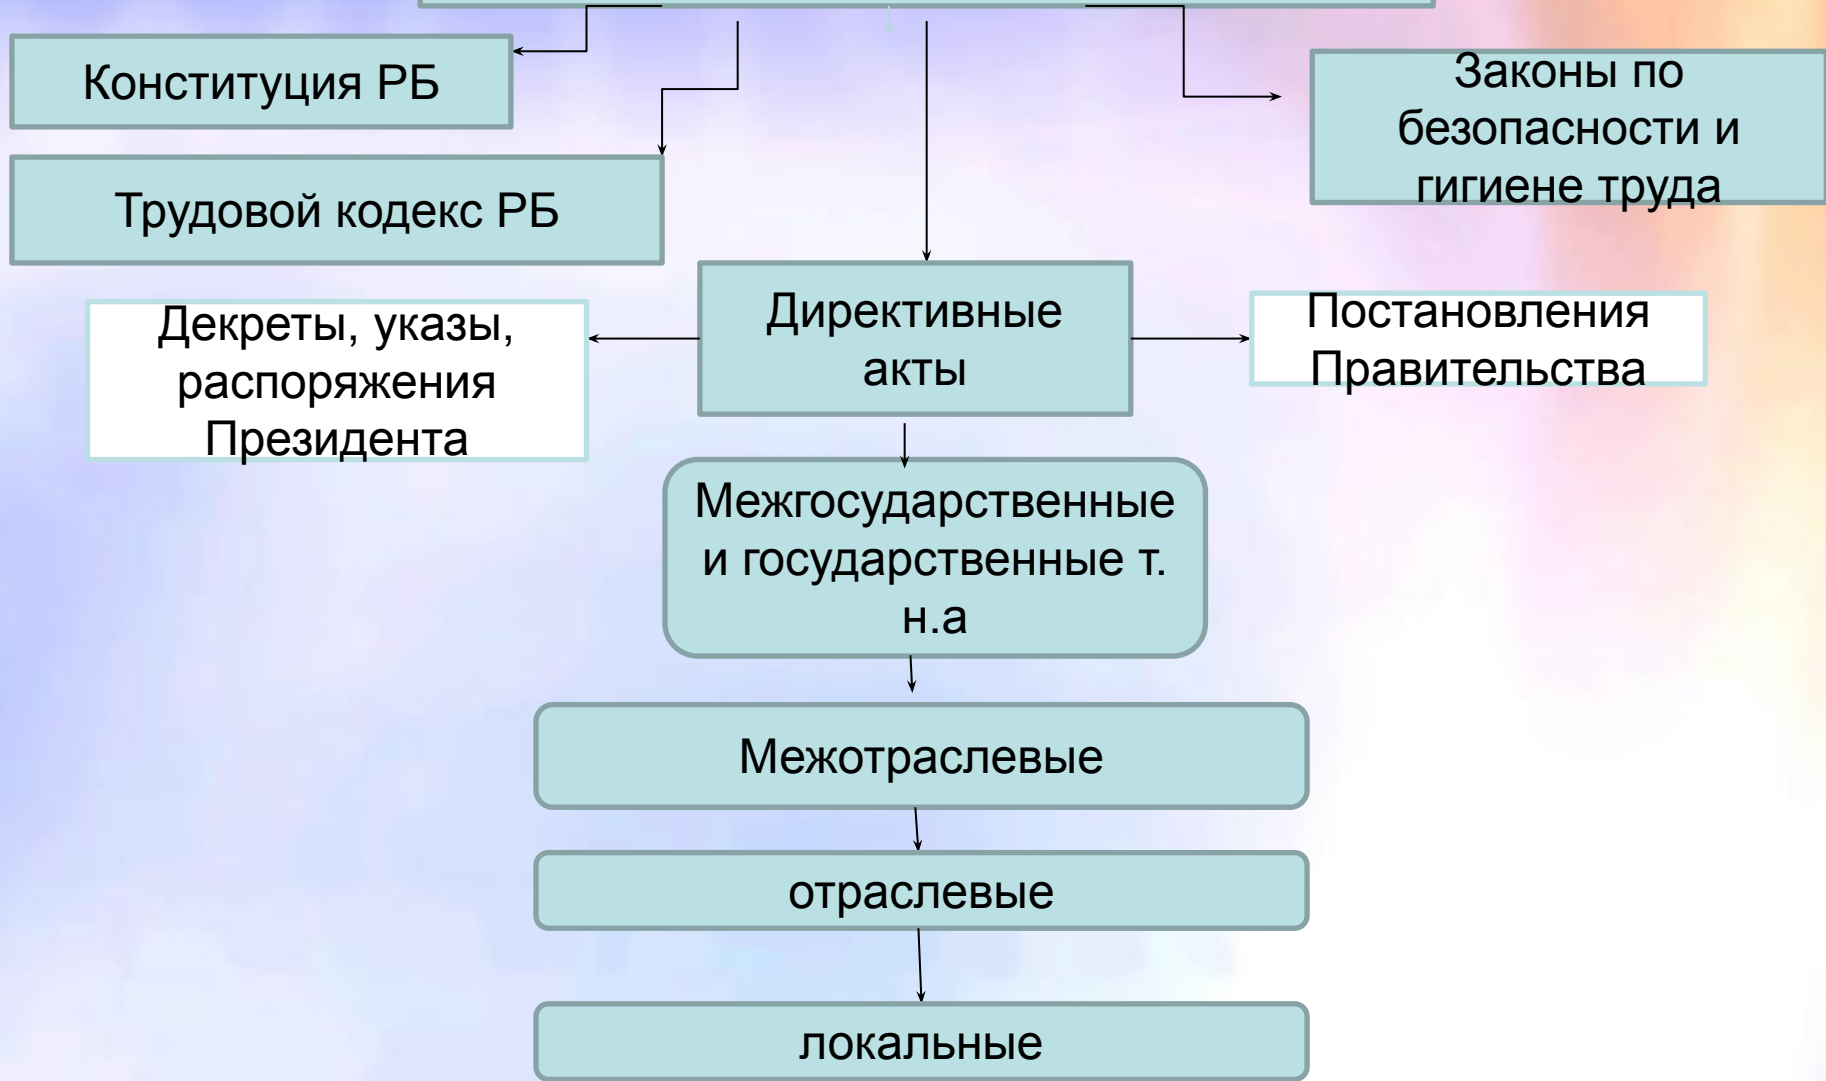 Конституция РБ
Законы по
безопасности и
гигиене труда
Трудовой кодекс РБ
Декреты, указы,
распоряжения
Президента
Директивные
акты
Постановления
Правительства
Межгосударственные
и государственные т.
н.а
Межотраслевые
отраслевые
локальные